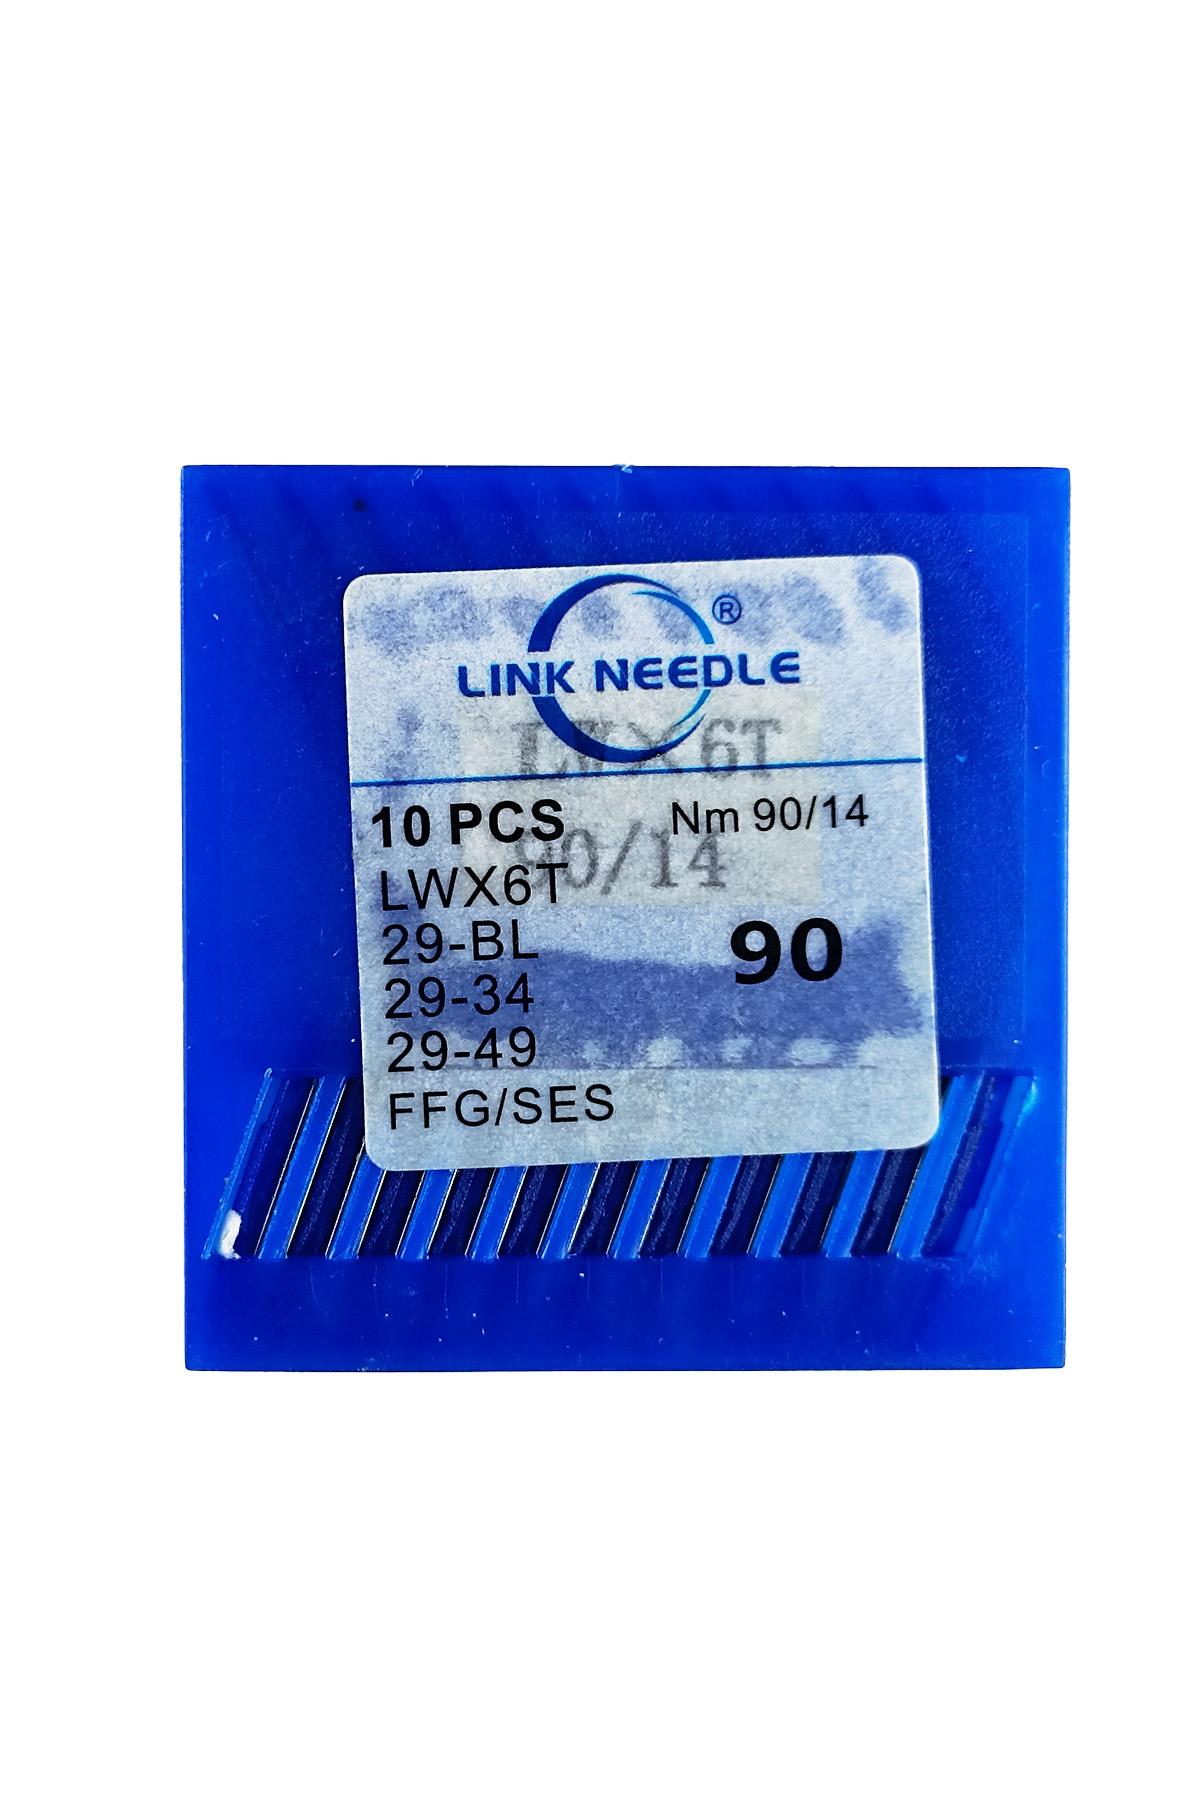 ®
LINK NEEDLE
LWX6T
10 PCS Nm 90/14
90/14
LWX6T
29-BL
90
29-34
29-49
FFG/SES